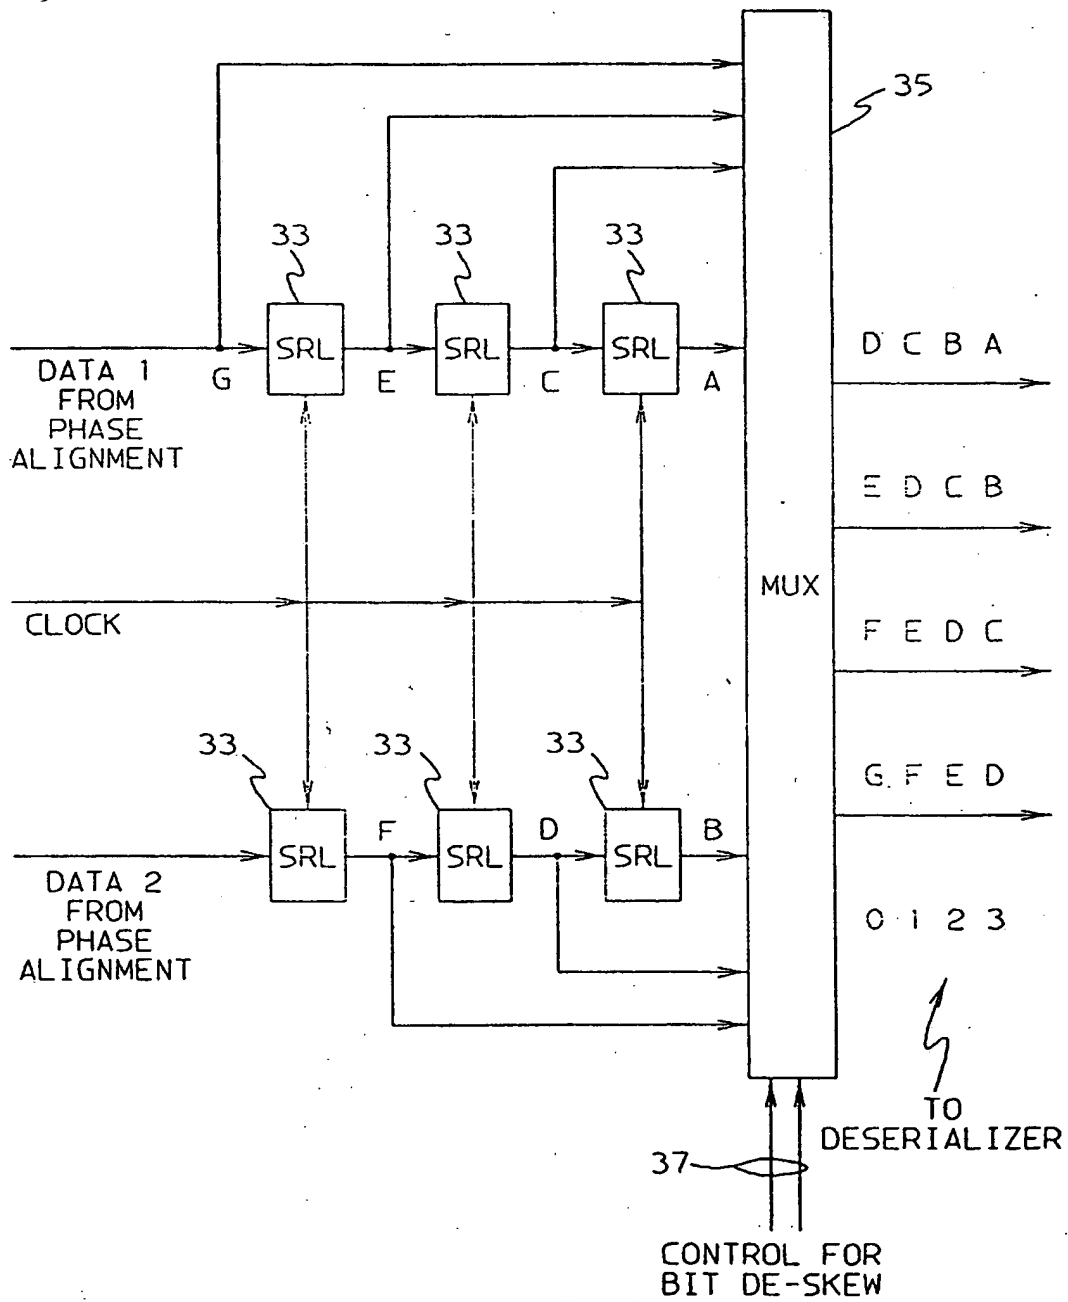 35
33
33
33
SRL
SRL
SRL
D C B A
DATA 1
FROM
PHASE
ALIGNMENT
G
E
C
A
E D C B
MUX
CLOCK
F E D C
33
33
33
G F E D
F
D
B
SRL
SRL
SRL
DATA 2
FROM
PHASE
ALIGNMENT
0 1 2 3
TO
DESERIALIZER
37
CONTROL FOR
BIT DE-SKEW